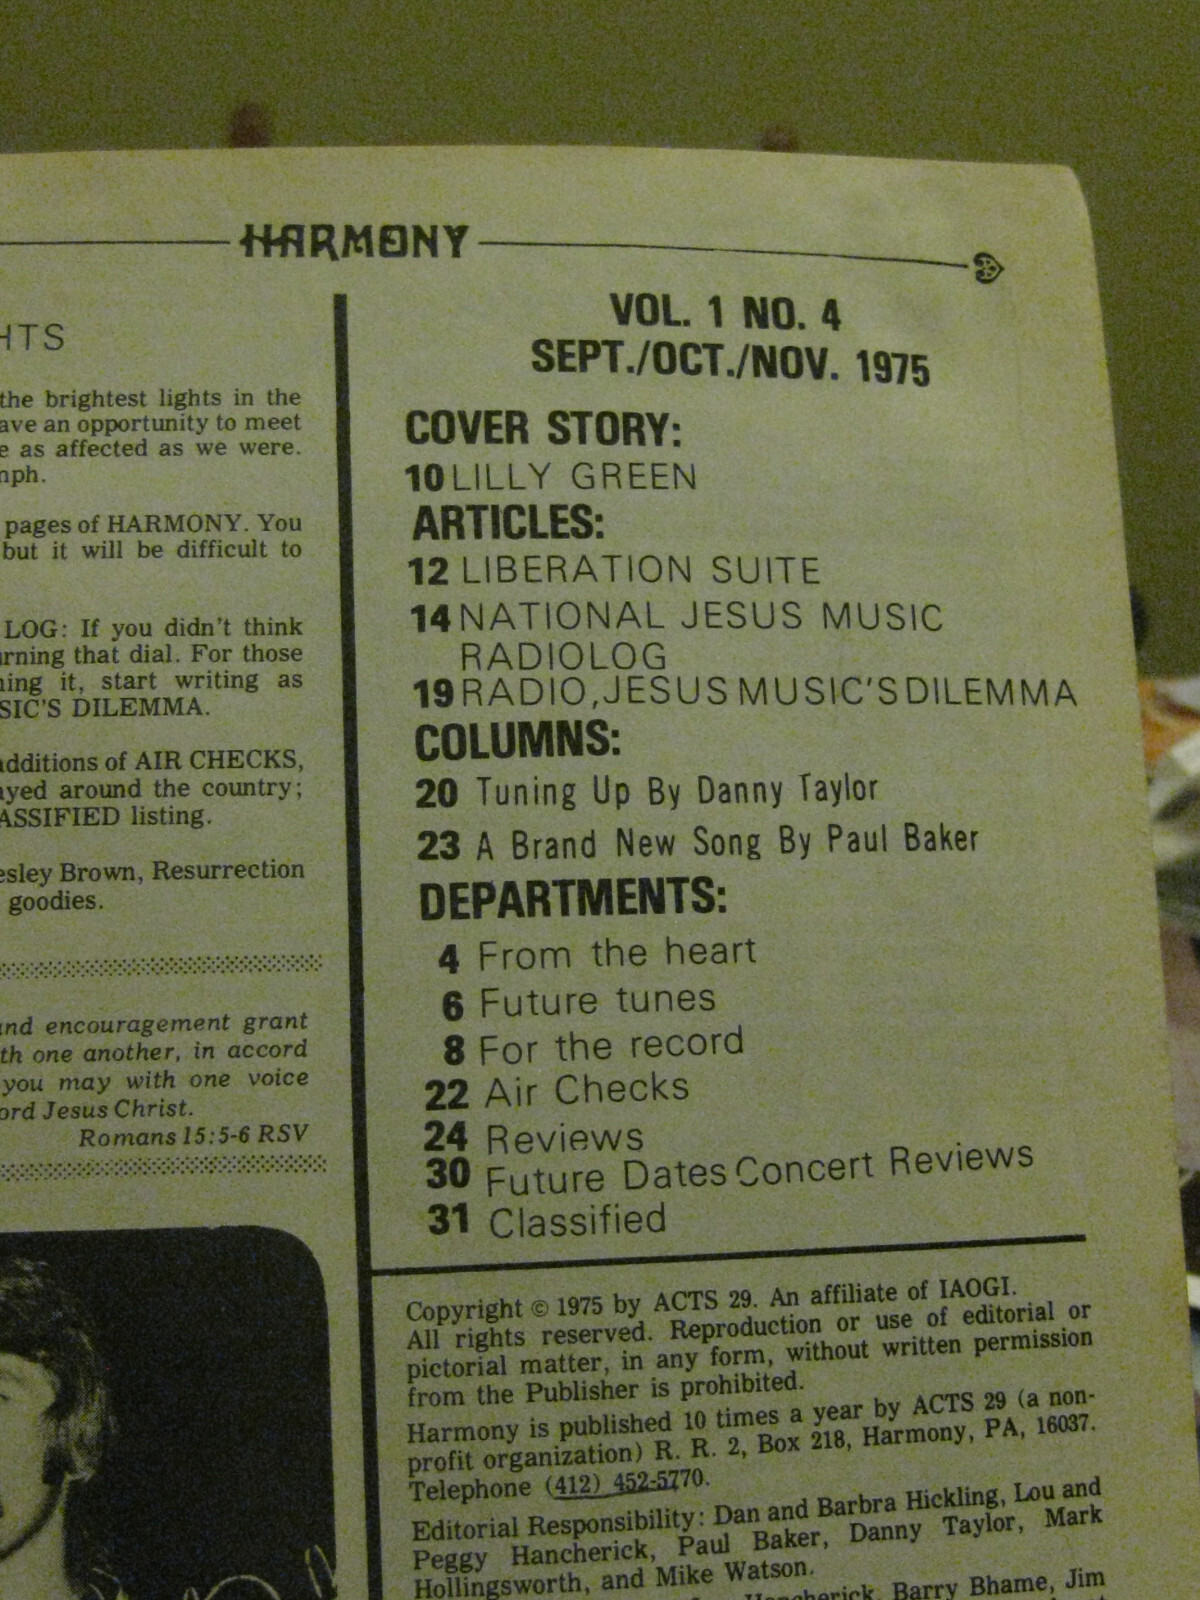 HARMONY
HTS
the brightest lights in the
ave an opportunity to meet
e as affected as we were.
mph.
pages of HARMONY. You
but it will be difficult to
LOG: If you didn't think
urning that dial. For those
ning it, start writing as
SIC'S DILEMMA.
additions of AIR CHECKS,
ayed around the country;
ASSIFIED listing.
esley Brown, Resurrection
goodies.
and encouragement grant
th one another, in accord
you may with one voice
ord Jesus Christ.
Romans 15:5-6 RSV
VOL. 1 NO. 4
SEPT./OCT./NOV. 1975
COVER STORY:
10 LILLY GREEN
ARTICLES:
12 LIBERATION SUITE
14 NATIONAL JESUS MUSIC
RADIOLOG
19 RADIO, JESUS MUSIC'S DILEMMA
COLUMNS:
20 Tuning Up By Danny Taylor
23 A Brand New Song By Paul Baker
DEPARTMENTS:
4 From the heart
6 Future tunes
8 For the record
22 Air Checks
24 Reviews
30 Future Dates Concert Reviews
31 Classified
Copyright © 1975 by ACTS 29. An affiliate of IAOGI.
All rights reserved. Reproduction or use of editorial or
pictorial matter, in any form, without written permission
from the Publisher is prohibited.
Harmony is published 10 times a year by ACTS 29 (a non-
profit organization) R. R. 2, Box 218, Harmony, PA, 16037.
Telephone (412) 452-5770.
Editorial Responsibility: Dan and Barbra Hickling, Lou and
Peggy Hancherick, Paul Baker, Danny Taylor, Mark
Hollingsworth, and Mike Watson.
Hancherick, Barry Bhame, Jim